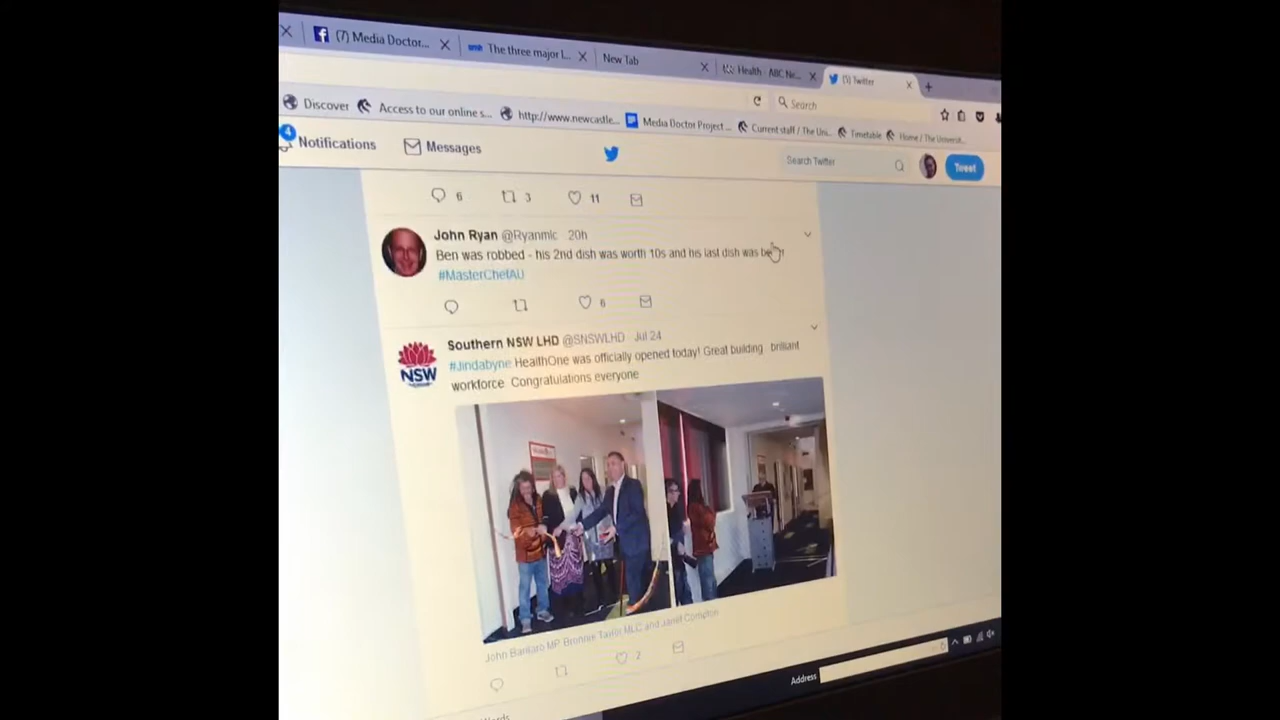 (7) Media Doctor...
The three major l...
New Tab
Health - ABC Ne...
Twitter
Search
Discover
Access to our online s...
http://www.newcastle...
Media Doctor Project ...
Current staff / The Uni...
Timetable
Home / The Universit...
4
Notifications
Messages
Search Twitter
Tweet
6
3
11
John Ryan @Ryanmlc 20h
Ben was robbed - his 2nd dish was worth 10s and his last dish was
#MasterChefAU
6
Southern NSW LHD @SNSWLHD Jul 24
#Jindabyne HealthOne was officially opened today! Great building brilliant
workforce Congratulations everyone
NSW
John Barilaro MP Bronnie Taylor MLC and Janet Compton
2
Address